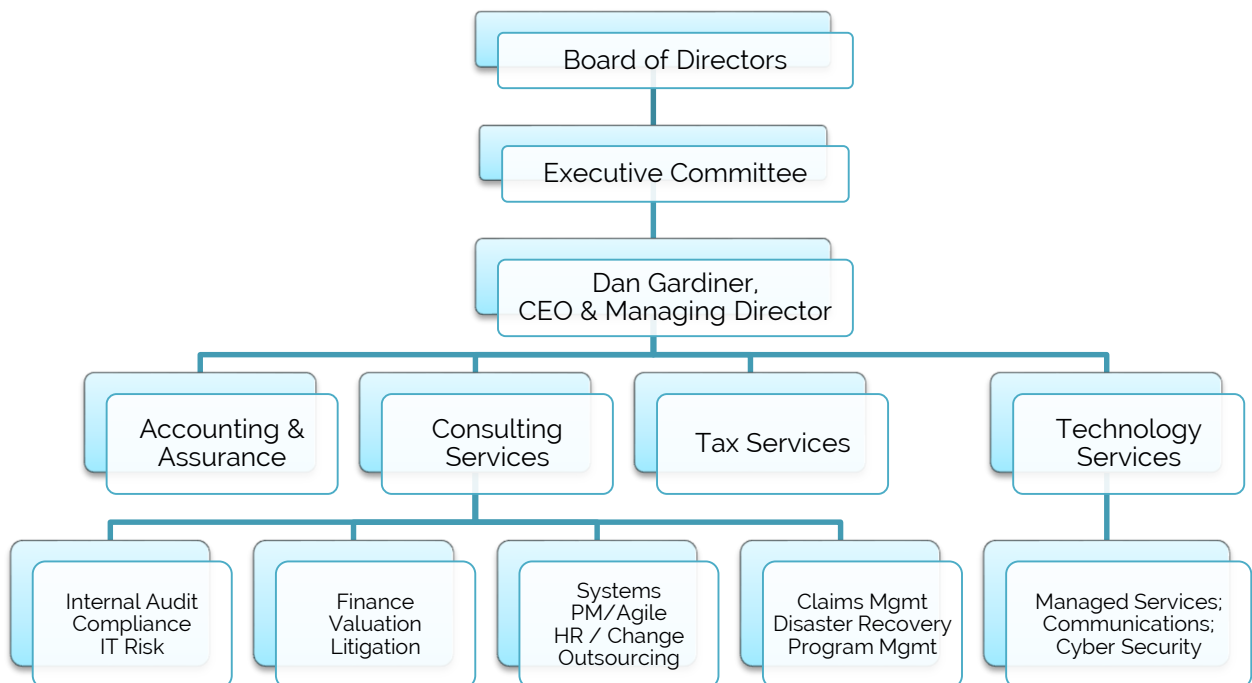 Board of Directors
Executive Committee
Dan Gardiner,
CEO & Managing Director
Accounting &
Assurance
Consulting
Services
Tax Services
Technology
Services
Internal Audit
Compliance
IT Risk
Finance
Valuation
Litigation
Systems
PM/Agile
HR / Change
Outsourcing
Claims Mgmt
Disaster Recovery
Program Mgmt
Managed Services;
Communications;
Cyber Security